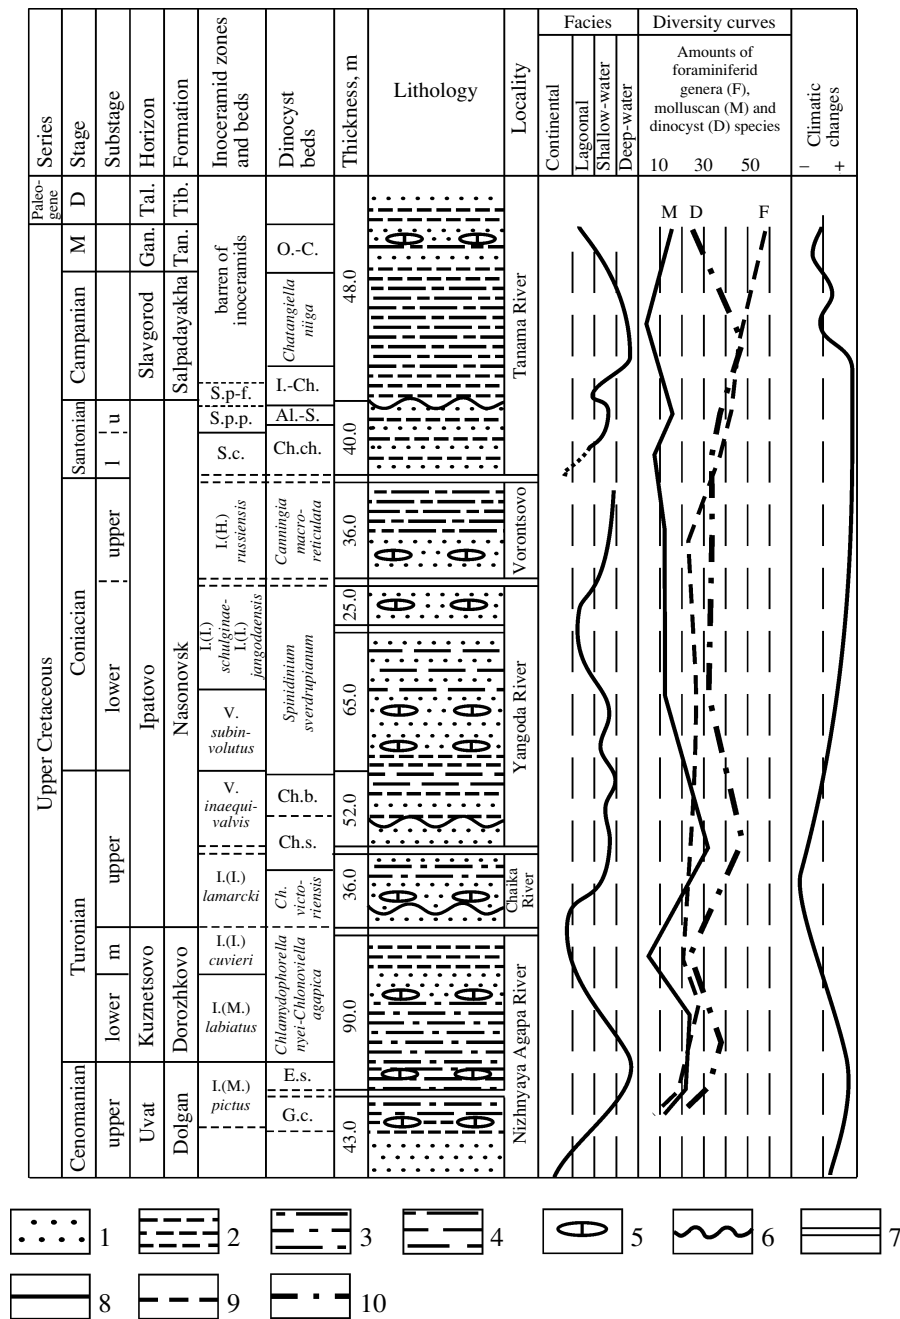 Series
Stage
Substage
Horizon
Formation
Inoceramid zones
and beds
Dinocyst
beds
Thickness, m
Lithology
Locality
Facies
Continental
Lagoonal
Shallow-water
Deep-water
Diversity curves
Amounts of
foraminiferid
genera (F),
molluscan (M) and
dinocyst (D) species
10 30 50
Climatic
changes
– +
Paleo-
gene
Upper Cretaceous
D
M
Campanian
Santonian
Coniacian
Turonian
Cenomanian
u
l
upper
lower
upper
m
lower
upper
Tal.
Gan.
Slavgorod
Ipatovo
Kuznetsovo
Uvat
Tib.
Tan.
Salpadayakha
Nasonovsk
Dorozhkovo
Dolgan
barren of
inoceramids
S.p-f.
S.p.p.
S.c.
I.(H.)
russiensis
I.(I.)
schulginae-
I.(I.)
jangodaensis
V.
subin-
volutus
V.
inaequi-
valvis
I.(I.)
lamarcki
I.(I.)
cuvieri
I.(M.)
labiatus
I.(M.)
pictus
O.-C.
Chatangiella
niiga
I.-Ch.
Al.-S.
Ch.ch.
Canningia
macro-
reticulata
Spinidinium
sverdrupianum
Ch.b.
Ch.s.
Ch.
victo-
riensis
Chlamydophorella
nyei-Chlonoviella
agapica
E.s.
G.c.
48.0
40.0
36.0
25.0
65.0
52.0
36.0
90.0
43.0
Tanama River
Vorontsovo
Yangoda River
Chaika
River
Nizhnyaya Agapa River
M D F
1 2 3 4 5 6 7
8 9 10